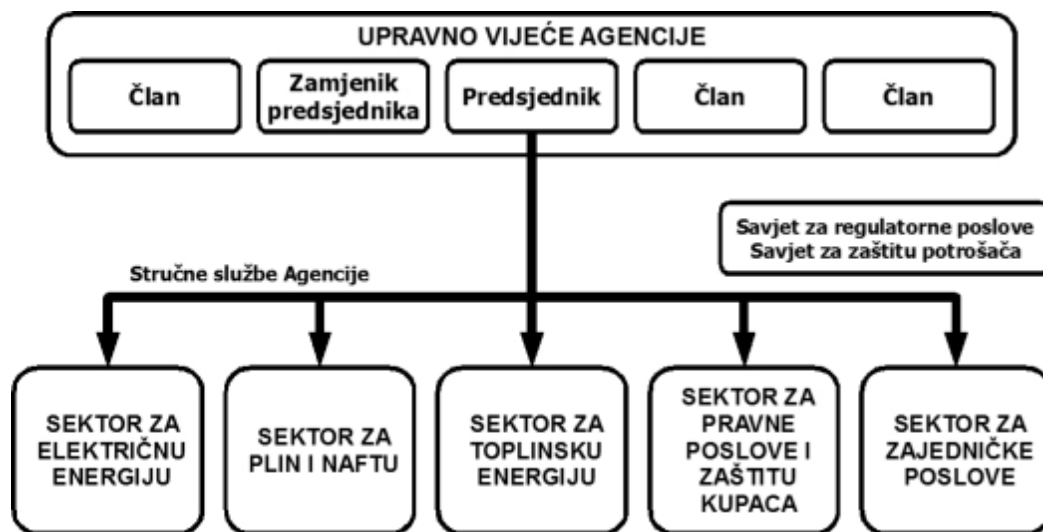 UPRAVNO VIJEĆE AGENCIJE
Član
Zamjenik
predsjednika
Predsjednik
Član
Član
Savjet za regulatorne poslove
Savjet za zaštitu potrošača
Stručne službe Agencije
SEKTOR ZA
ELEKTRIČNU
ENERGIJU
SEKTOR ZA
PLIN I NAFTU
SEKTOR ZA
TOPLINSKU
ENERGIJU
SEKTOR ZA
PRAVNE
POSLOVE I
ZAŠTITU
KUPACA
SEKTOR ZA
ZAJEDNIČKE
POSLOVE